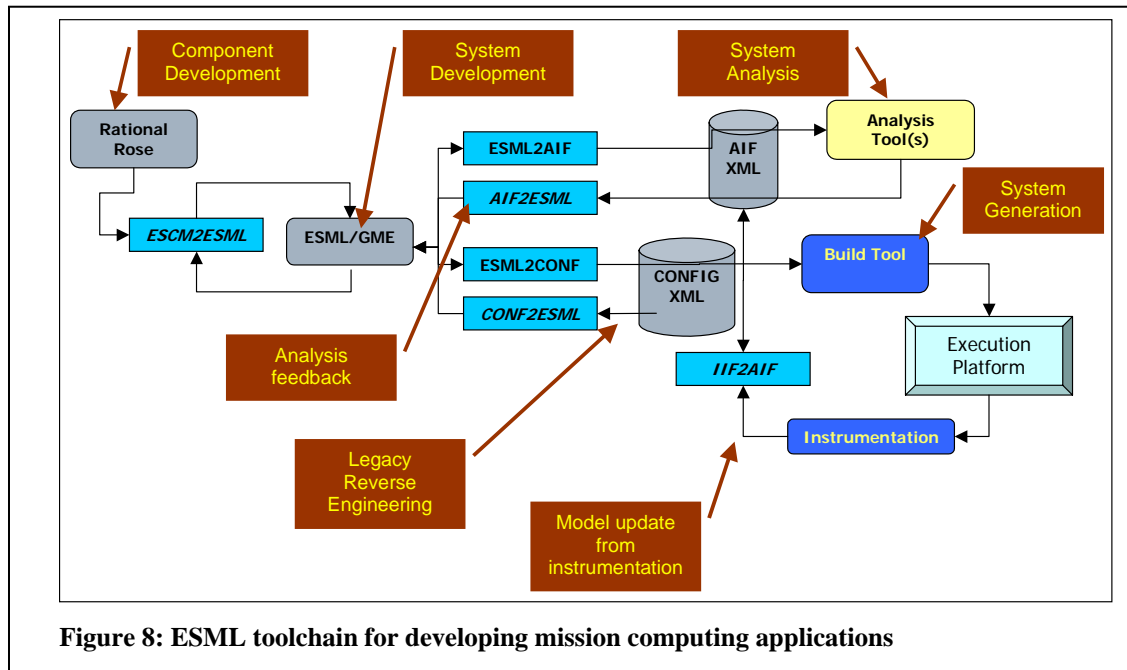 Component
Development
System
Development
System
Analysis
Rational
Rose
ESML2AIF
AIF
XML
Analysis
Tool(s)
AIF2ESML
System
Generation
ESCM2ESML
ESML/GME
ESML2CONF
CONFIG
XML
Build Tool
CONF2ESML
Analysis
feedback
IIF2AIF
Execution
Platform
Instrumentation
Legacy
Reverse
Engineering
Model update
from
instrumentation
Figure 8: ESML toolchain for developing mission computing applications